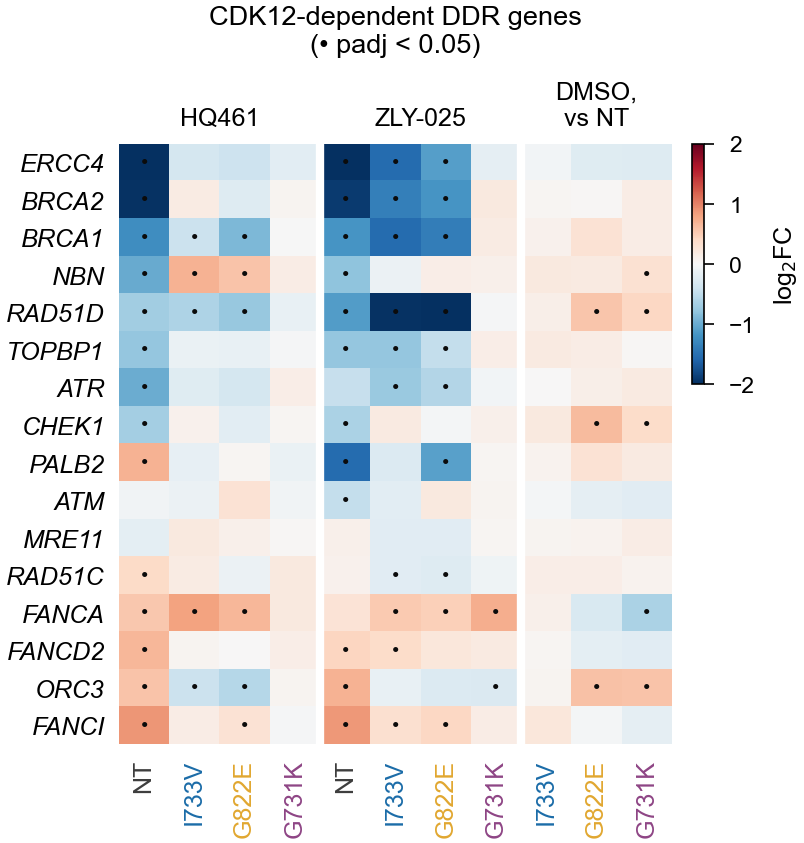 CDK12-dependent DDR genes
(• padj < 0.05)
HQ461
ZLY-025
DMSO,
vs NT
ERCC4
BRCA2
BRCA1
NBN
RAD51D
TOPBP1
ATR
CHEK1
PALB2
ATM
MRE11
RAD51C
FANCA
FANCD2
ORC3
FANCI
NT
I733V
G822E
G731K
NT
I733V
G822E
G731K
I733V
G822E
G731K
2
1
0
−1
−2
log₂FC